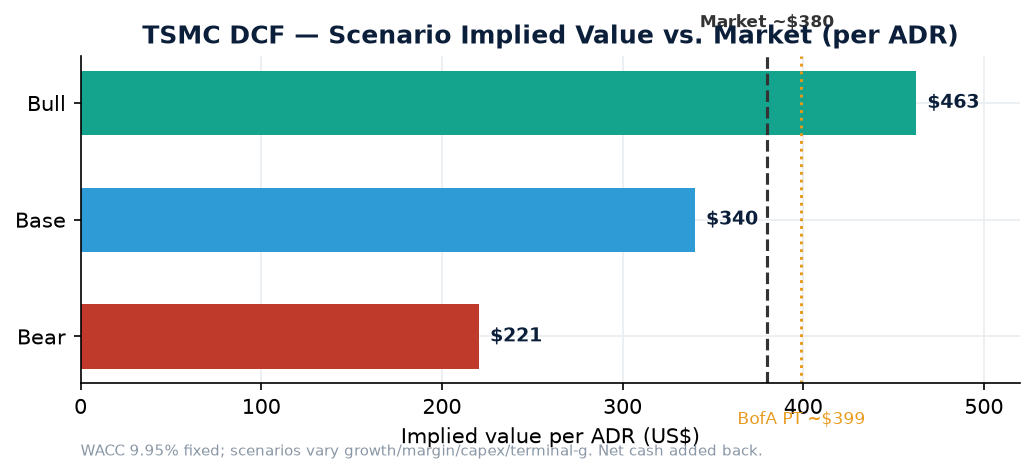 Market ~$380
TSMC DCF — Scenario Implied Value vs. Market (per ADR)
Bull
$463
Base
$340
Bear
$221
0 100 200 300 400 500
BofA PT ~$399
Implied value per ADR (US$)
WACC 9.95% fixed; scenarios vary growth/margin/capex/terminal-g. Net cash added back.